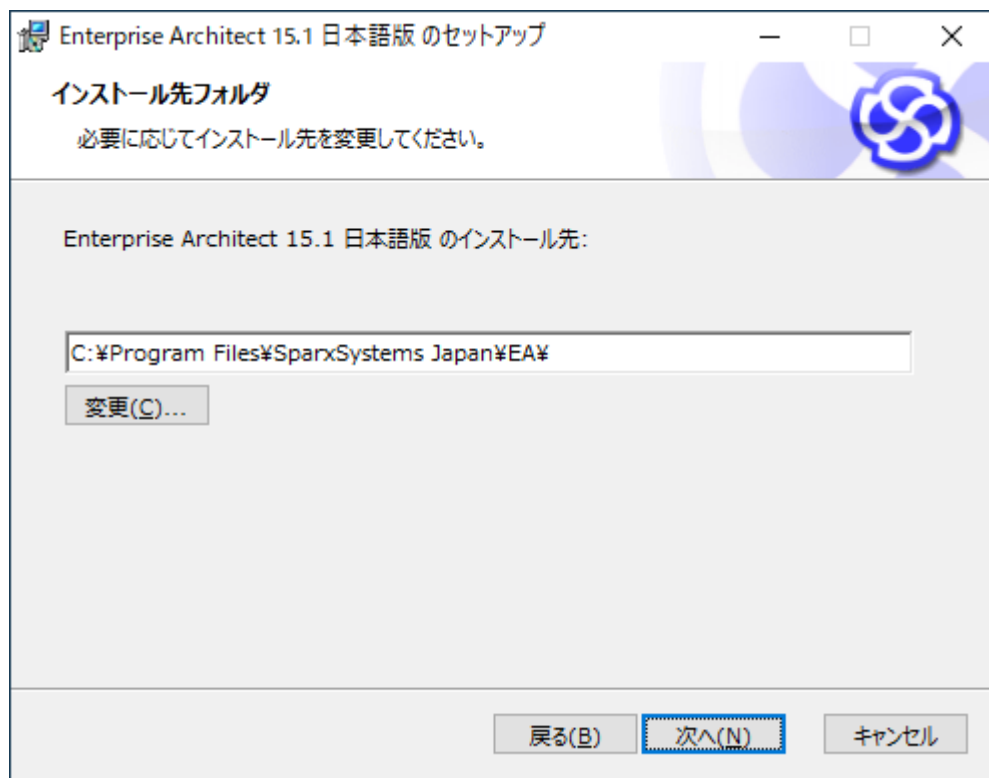 Enterprise Architect 15.1 日本語版 のセットアップ
インストール先フォルダ
必要に応じてインストール先を変更してください。
Enterprise Architect 15.1 日本語版 のインストール先:
C:¥Program Files¥SparxSystems Japan¥EA¥
変更(C)...
戻る(B) 次へ(N) キャンセル